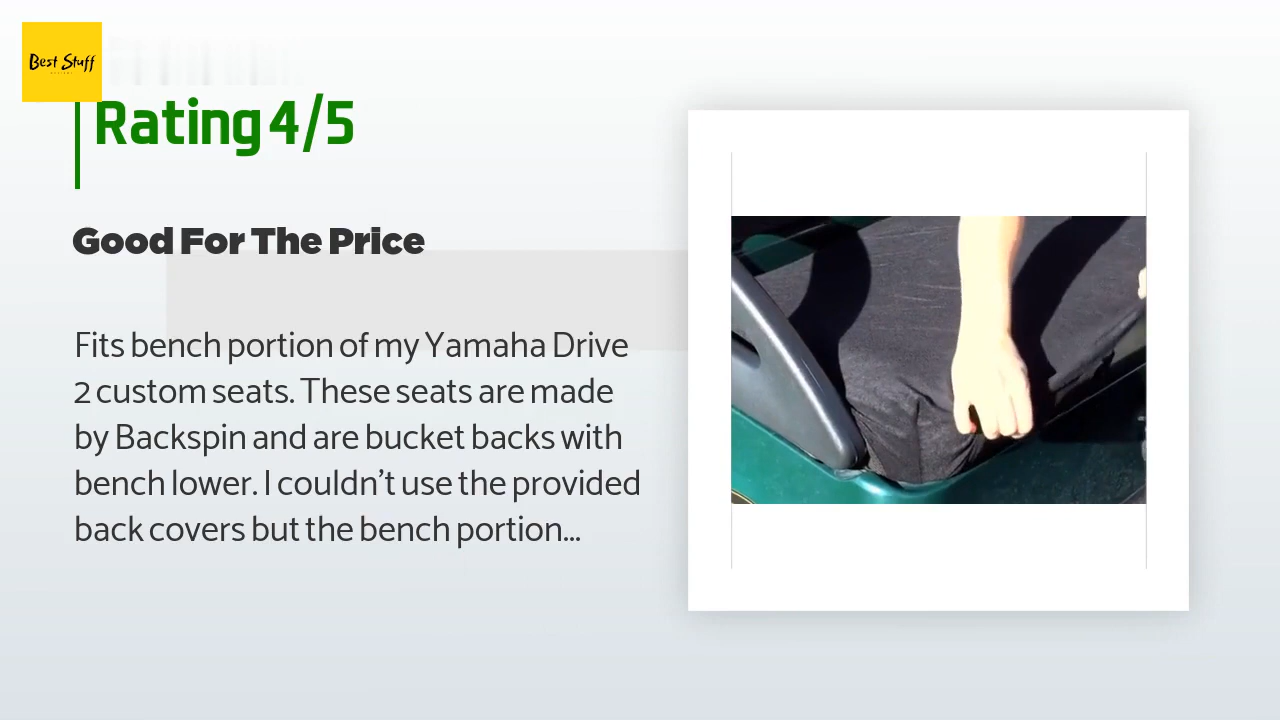 Best Stuff
Rating 4/5
Good For The Price
Fits bench portion of my Yamaha Drive
2 custom seats. These seats are made
by Backspin and are bucket backs with
bench lower. I couldn't use the provided
back covers but the bench portion...